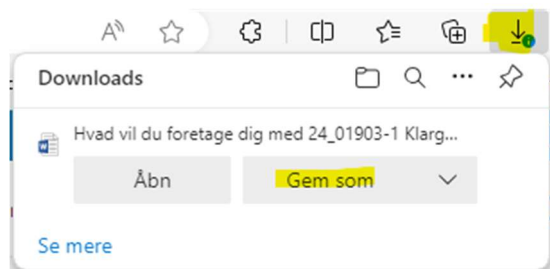 Downloads
Hvad vil du foretage dig med 24_01903-1 Klarg...
Åbn
Gem som
Se mere